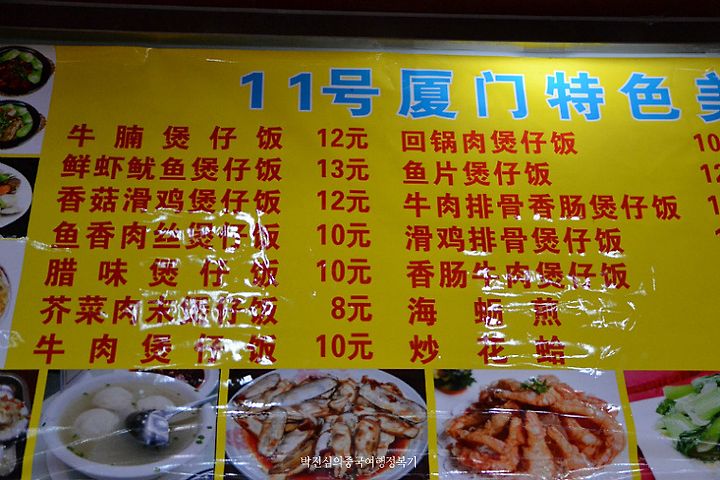 11号厦门特色美
牛腩煲仔饭 12元
鲜虾鱿鱼煲仔饭 13元
香菇滑鸡煲仔饭 12元
鱼香肉丝煲仔饭 10元
腊味煲仔饭 10元
芥菜肉末煲仔饭 8元
牛肉煲仔饭 10元
回锅肉煲仔饭 10
鱼片煲仔饭 12
牛肉排骨香肠煲仔饭 1
滑鸡排骨煲仔饭 1
香肠牛肉煲仔饭
海蛎煎
炒花蛤
박진심의중국여행정복기